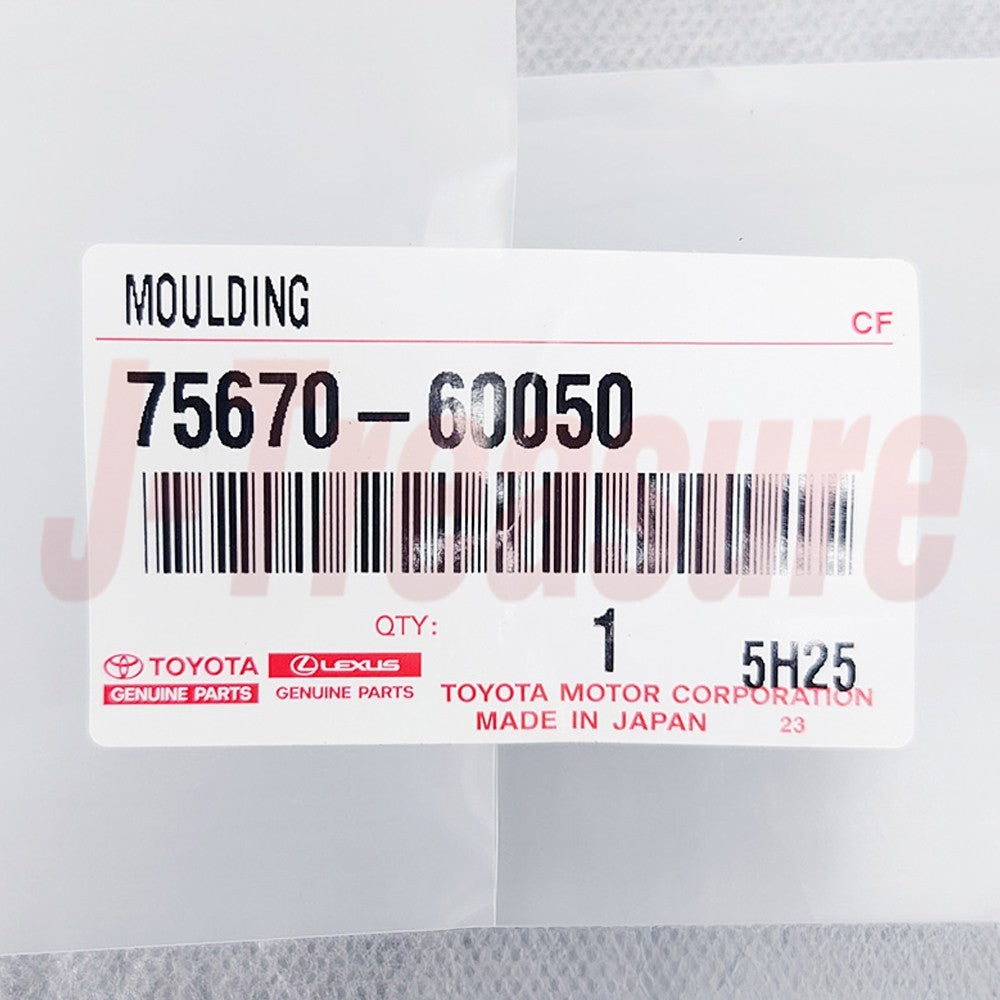 MOULDING
CF
75670-60050
J-Treasure
QTY: 1
5H25
TOYOTA
GENUINE PARTS
LEXUS
GENUINE PARTS
TOYOTA MOTOR CORPORATION
MADE IN JAPAN 23